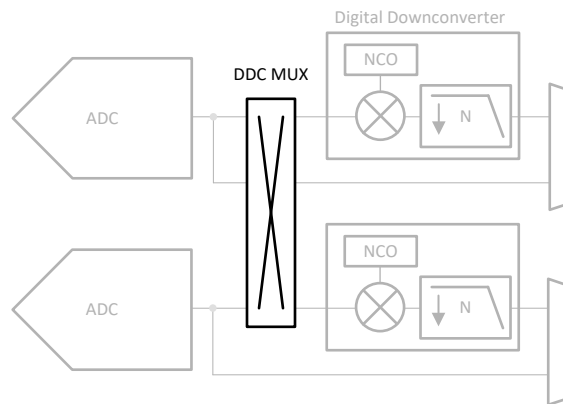 Digital Downconverter
NCO
DDC MUX
ADC
N
NCO
ADC
N